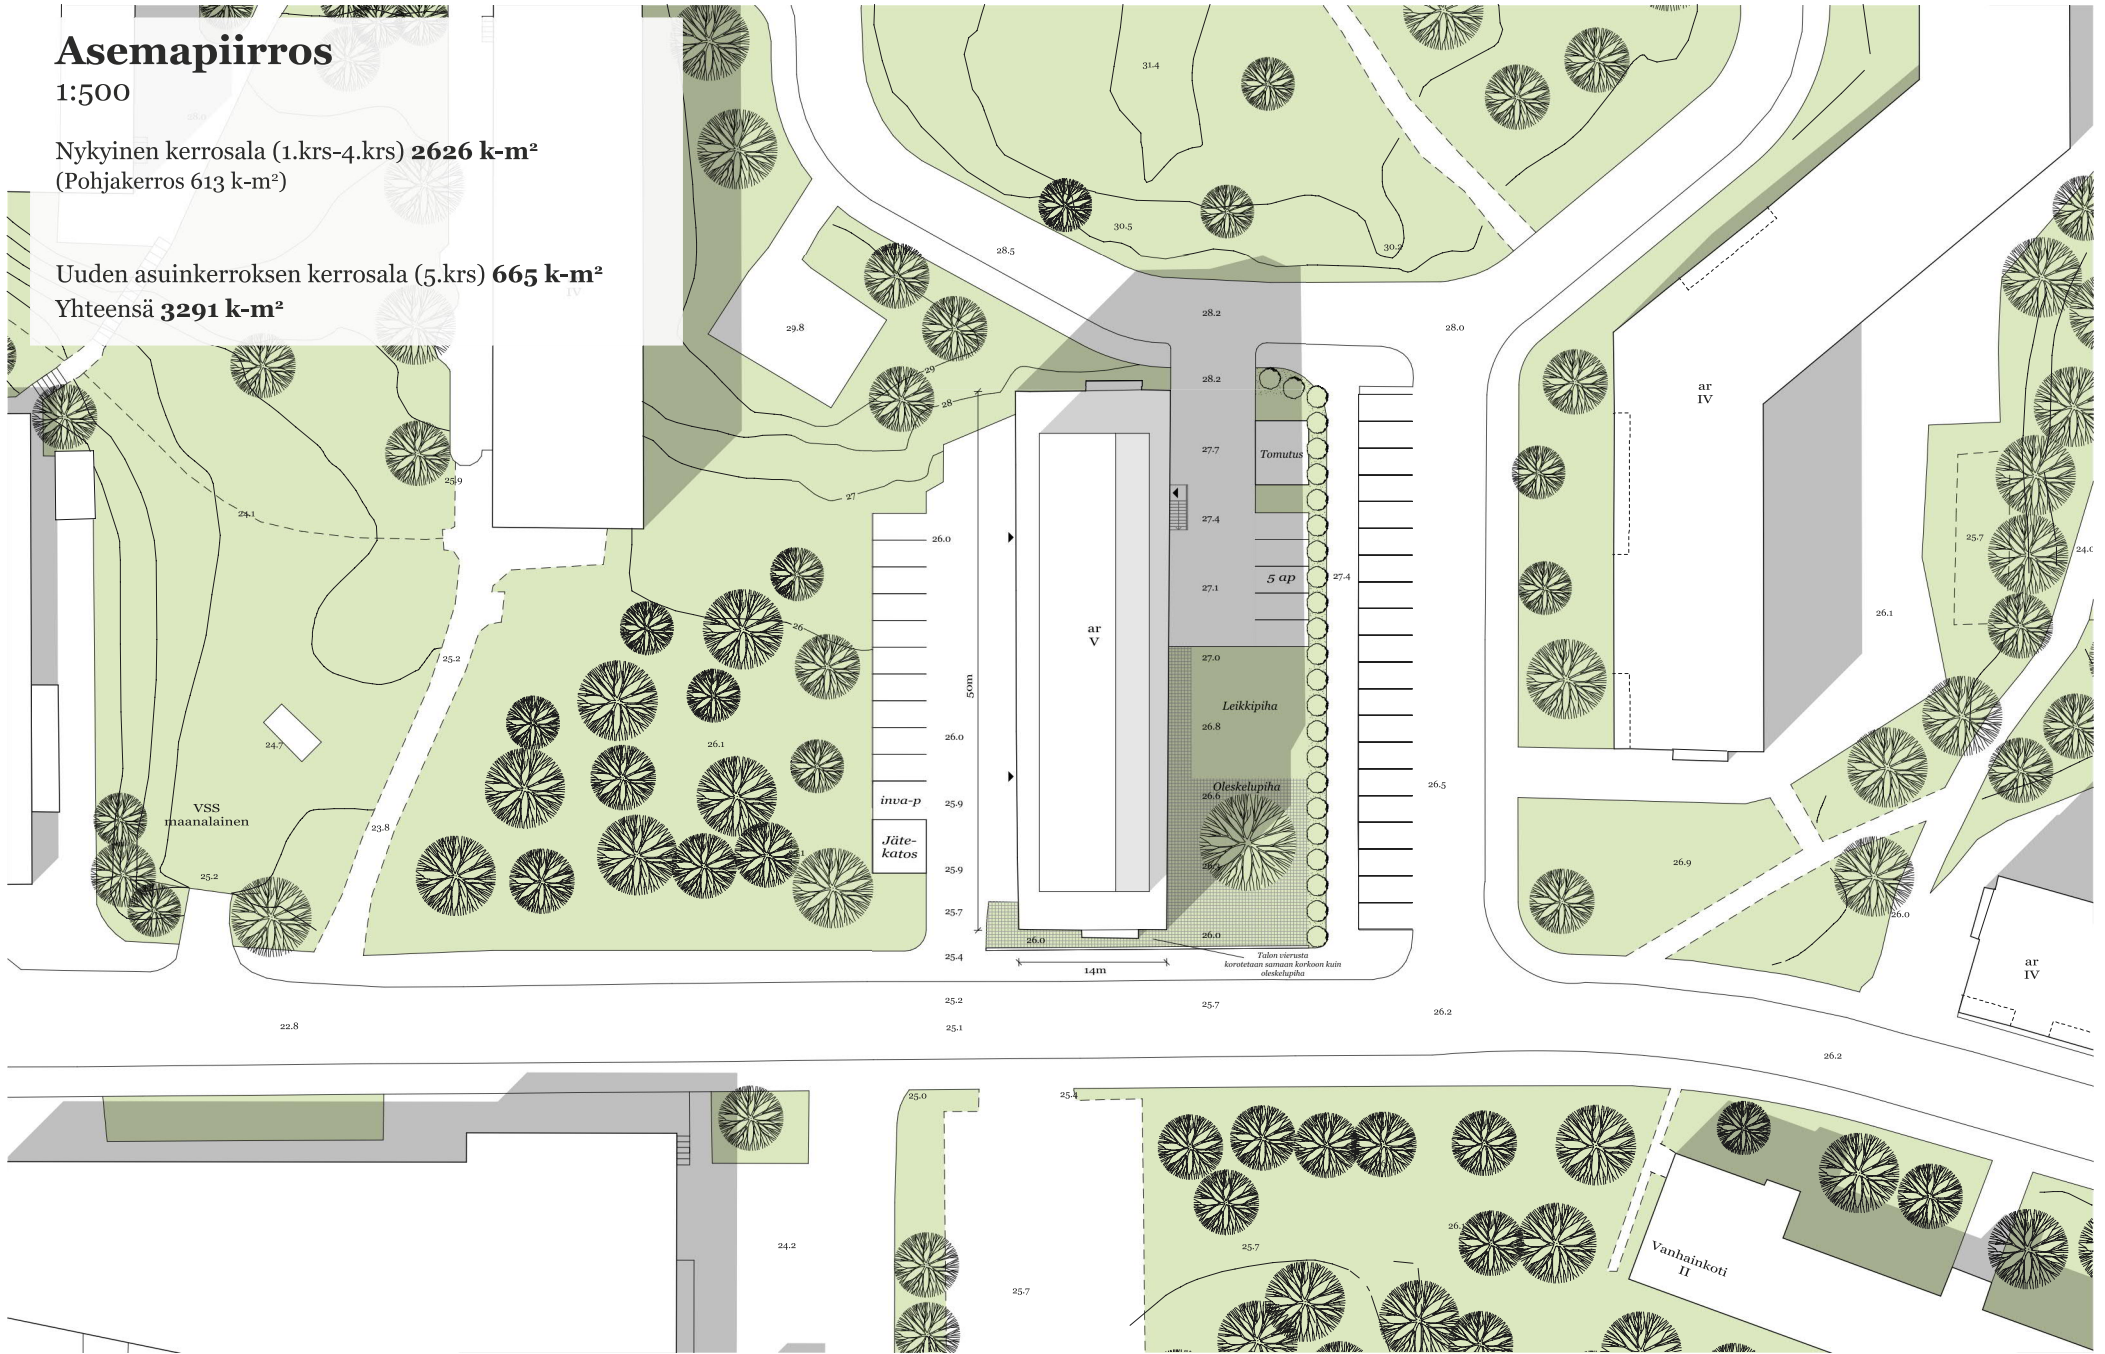 Asemapiirros
1:500
Nykyinen kerrosala (1.krs-4.krs) 2626 k-m²
(Pohjakerros 613 k-m²)
Uuden asuinkerroksen kerrosala (5.krs) 665 k-m²
Yhteensä 3291 k-m²
IV
31.4
30.5
30.2
28.5
28.2
28.0
29.8
29
28.2
28
ar
IV
27.7
Tomutus
25.9
27
24.1
27.4
26.0
25.7
27.1
5 ap
27.4
26.1
26
ar
V
25.2
27.0
50m
Leikkipiha
26.8
24.7
26.1
26.0
Oleskelupiha
26.6
26.5
inva-p
25.9
VSS
maanalainen
23.8
Jäte-
katos
26.9
25.2
25.9
25.7
26.0
26.0
26.0
25.4
Talon vierusta
korotetaan samaan korkoon kuin
oleskelupiha
14m
ar
IV
25.2
25.7
26.2
22.8
25.1
26.2
25.0
25.4
24.2
25.7
25.7
Vanhainkoti
II